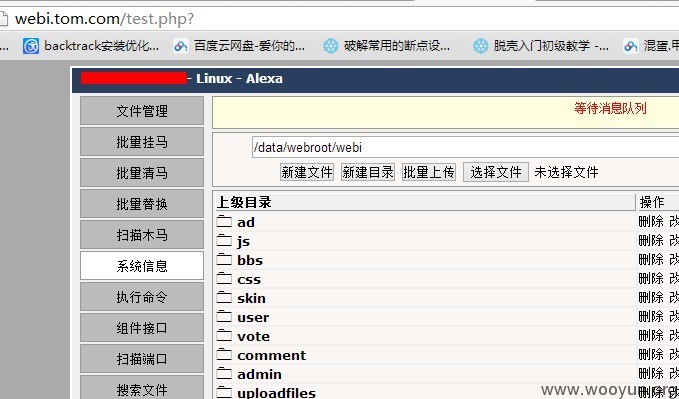 webi.tom.com/test.php?
... backtrack安装优化... 百度云网盘-爱你的... 破解常用的断点设... 脱壳入门初级教学 -... 混蛋.甲
- Linux - Alexa
文件管理
批量挂马
批量清马
批量替换
扫描木马
系统信息
执行命令
组件接口
扫描端口
搜索文件
等待消息队列
/data/webroot/webi
新建文件 新建目录 批量上传 选择文件 未选择文件
上级目录 操作
ad 删除 改
js 删除 改
bbs 删除 改
css 删除 改
skin 删除 改
user 删除 改
vote 删除 改
comment 删除 改
admin 删除 改
uploadfiles 删除 改
www.wooyun.org